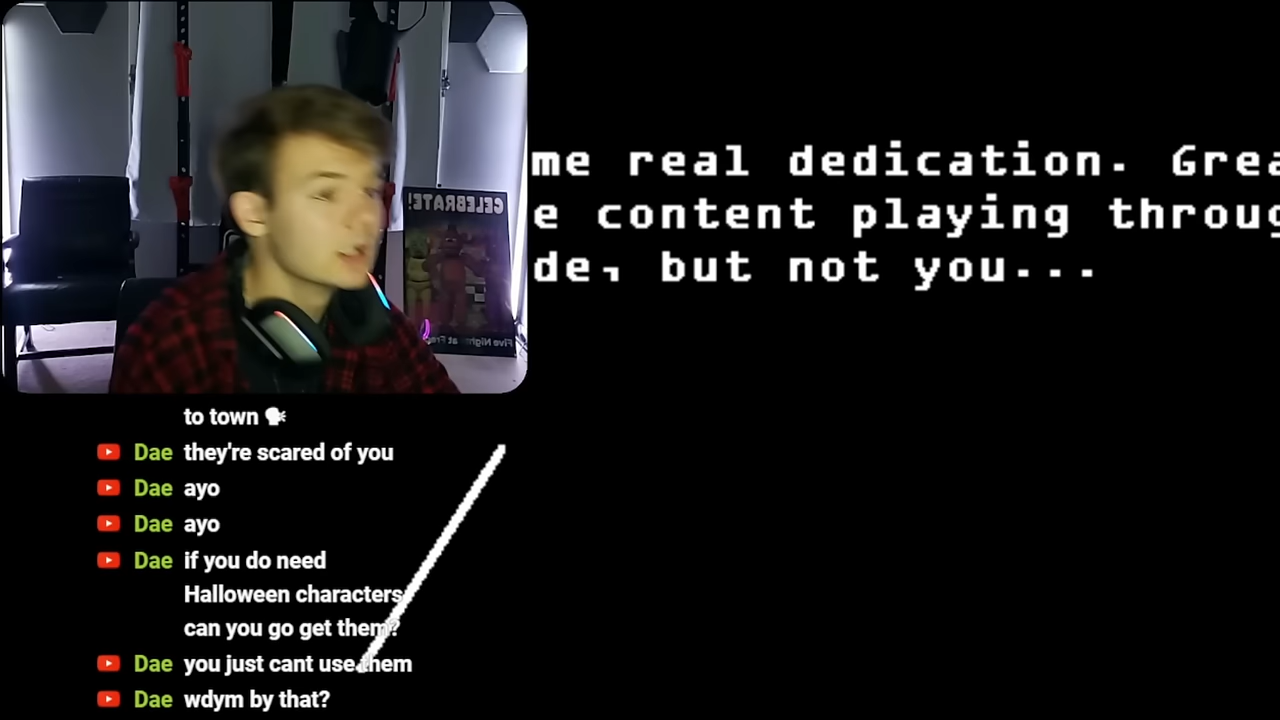 CELEBRATE!
me real dedication. Grea
e content playing throug
de, but not you...
to town
Dae they're scared of you
Dae ayo
Dae ayo
Dae if you do need
Halloween characters
can you go get them?
Dae you just cant use them
Dae wdym by that?